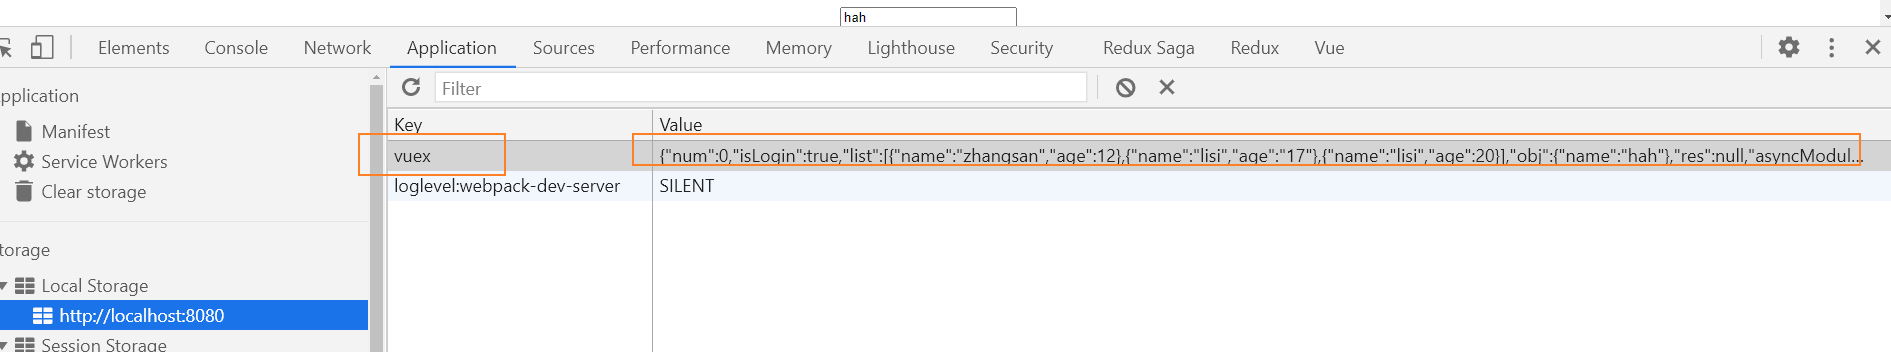 hah
Elements Console Network Application Sources Performance Memory Lighthouse Security Redux Saga Redux Vue
pplication
Filter
Manifest
Service Workers
Clear storage
torage
Local Storage
http://localhost:8080
Session Storage
Key Value
vuex {"num":0,"isLogin":true,"list":[{"name":"zhangsan","age":12},{"name":"lisi","age":"17"},{"name":"lisi","age":20}],"obj":{"name":"hah"},"res":null,"asyncModul...
loglevel:webpack-dev-server SILENT